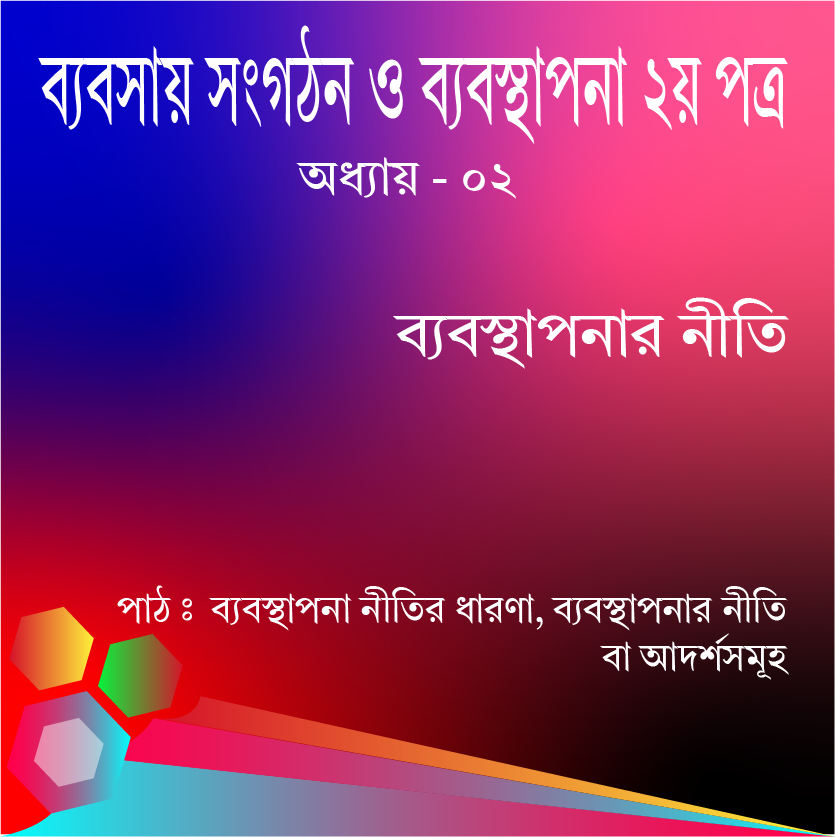 ব্যবসায় সংগঠন ও ব্যবস্থাপনা ২য় পত্র
অধ্যায় - ০২
ব্যবস্থাপনার নীতি
পাঠ ঃ ব্যবস্থাপনা নীতির ধারণা, ব্যবস্থাপনার নীতি
বা আদর্শসমূহ